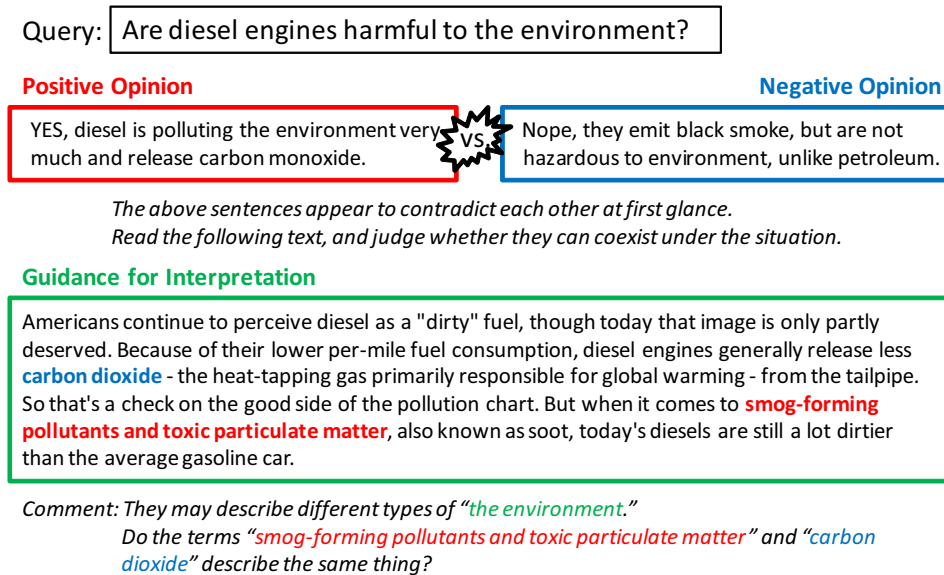 Query: Are diesel engines harmful to the environment?
Positive Opinion
Negative Opinion
YES, diesel is polluting the environment very
much and release carbon monoxide.
vs.
Nope, they emit black smoke, but are not
hazardous to environment, unlike petroleum.
The above sentences appear to contradict each other at first glance.
Read the following text, and judge whether they can coexist under the situation.
Guidance for Interpretation
Americans continue to perceive diesel as a "dirty" fuel, though today that image is only partly
deserved. Because of their lower per-mile fuel consumption, diesel engines generally release less
carbon dioxide - the heat-tapping gas primarily responsible for global warming - from the tailpipe.
So that's a check on the good side of the pollution chart. But when it comes to smog-forming
pollutants and toxic particulate matter, also known as soot, today's diesels are still a lot dirtier
than the average gasoline car.
Comment: They may describe different types of “the environment.”
Do the terms “smog-forming pollutants and toxic particulate matter” and “carbon
dioxide” describe the same thing?